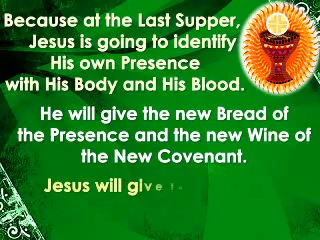 Because at the Last Supper,
Jesus is going to identify
His own Presence
with His Body and His Blood.
He will give the new Bread of
the Presence and the new Wine of
the New Covenant.
Jesus will give t